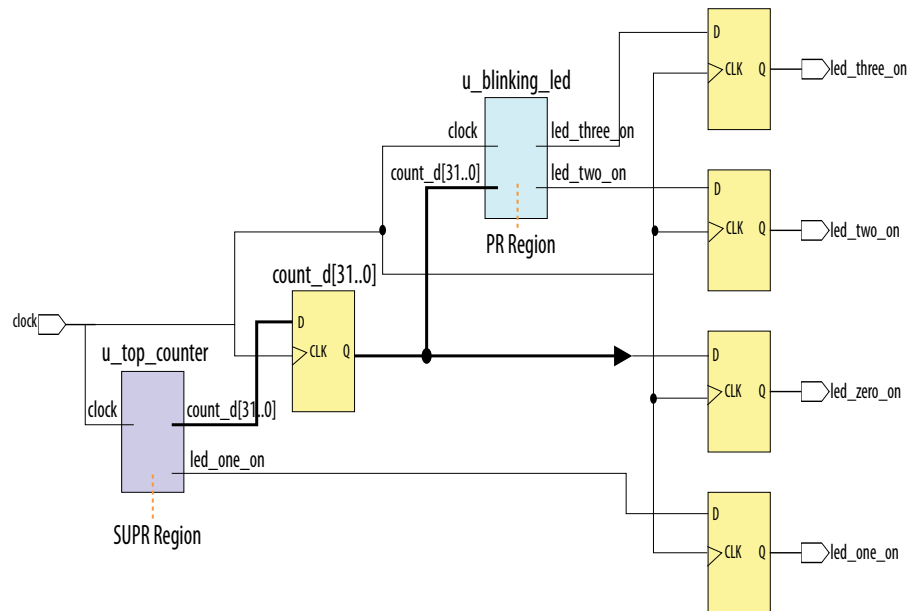 D
CLK
Q
led_three_on
u_blinking_led
clock
led_three_on
count_d[31..0]
led_two_on
PR Region
D
CLK
Q
led_two_on
count_d[31..0]
D
CLK
Q
clock
u_top_counter
clock
count_d[31..0]
led_one_on
SUPR Region
D
CLK
Q
led_zero_on
D
CLK
Q
led_one_on